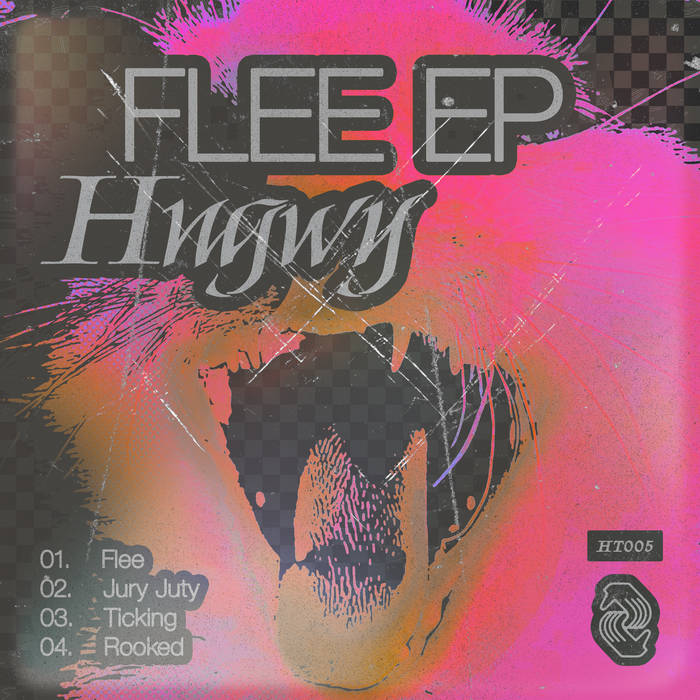 FLEE EP
Hngwy
01. Flee
02. Jury Juty
03. Ticking
04. Rooked
HT005